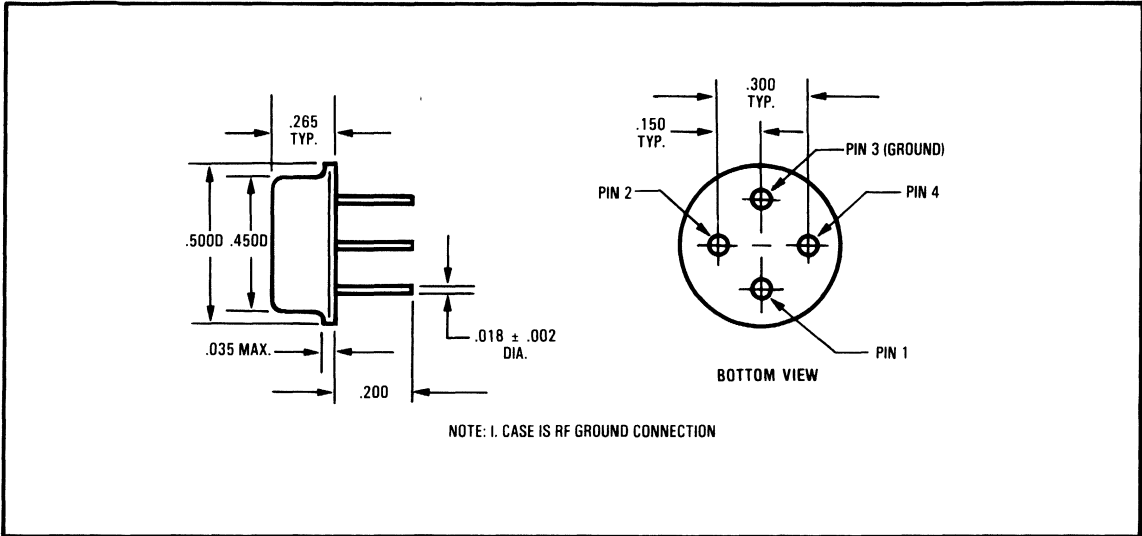 .265
TYP.
.500D
.450D
.035 MAX.
.200
.018 ± .002
DIA.
.300
TYP.
.150
TYP.
PIN 3 (GROUND)
PIN 2
PIN 4
PIN 1
BOTTOM VIEW
NOTE: I. CASE IS RF GROUND CONNECTION